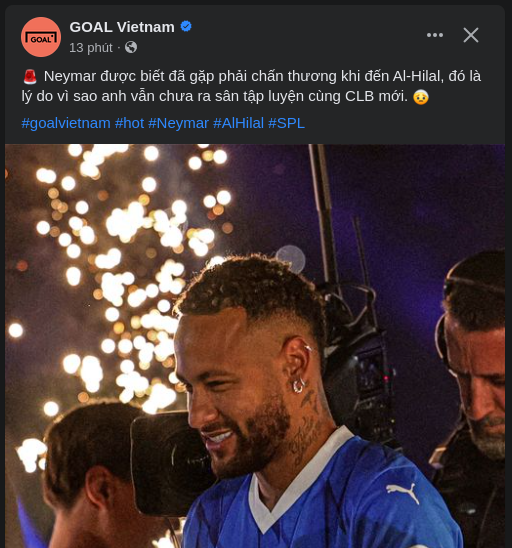 GOAL Vietnam
GOAL
13 phút ·
🚨 Neymar được biết đã gặp phải chấn thương khi đến Al-Hilal, đó là
lý do vì sao anh vẫn chưa ra sân tập luyện cùng CLB mới. 🤕
#goalvietnam #hot #Neymar #AlHilal #SPL